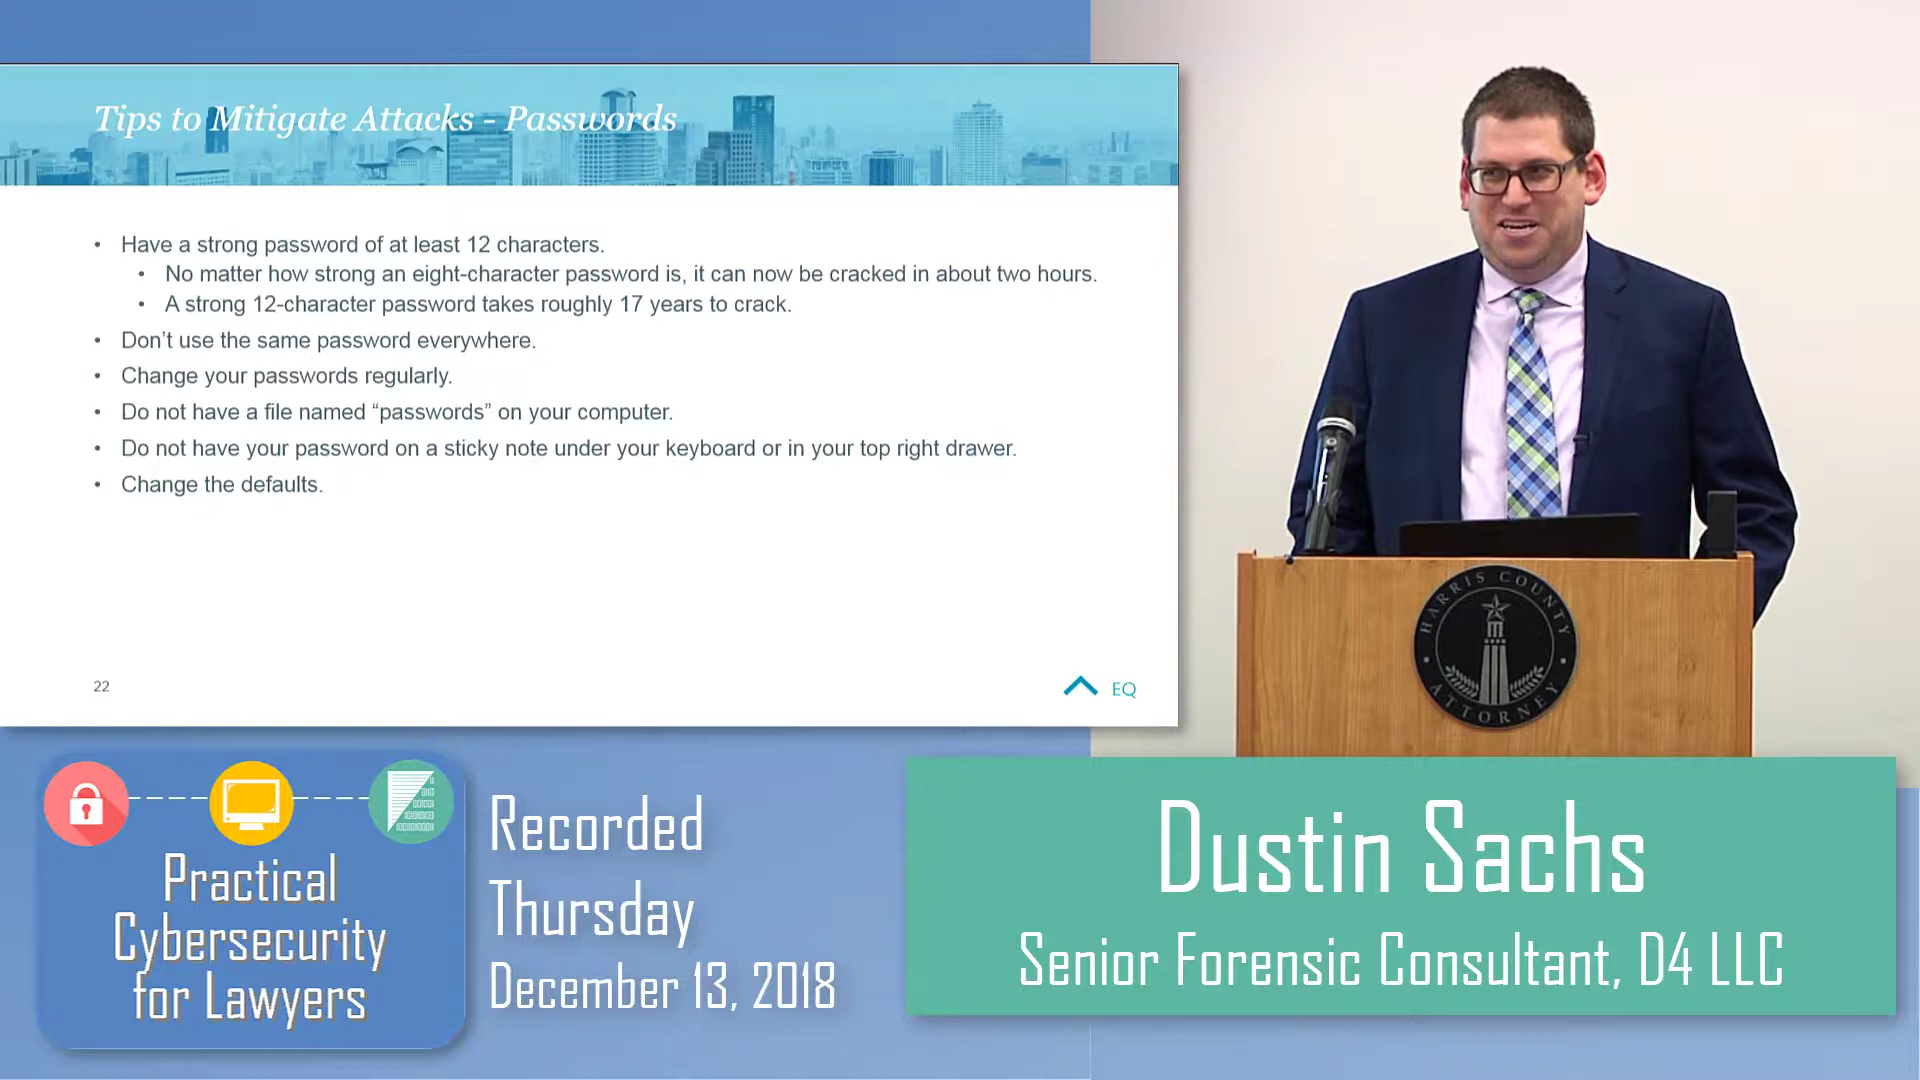 Tips to Mitigate Attacks - Passwords
• Have a strong password of at least 12 characters.
• No matter how strong an eight-character password is, it can now be cracked in about two hours.
• A strong 12-character password takes roughly 17 years to crack.
• Don’t use the same password everywhere.
• Change your passwords regularly.
• Do not have a file named “passwords” on your computer.
• Do not have your password on a sticky note under your keyboard or in your top right drawer.
• Change the defaults.
22
EQ
HARRIS COUNTY
ATTORNEY
Practical
Cybersecurity
for Lawyers
Recorded
Thursday
December 13, 2018
Dustin Sachs
Senior Forensic Consultant, D4 LLC